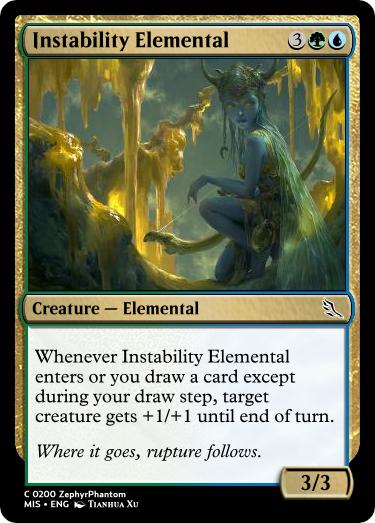 Instability Elemental 3
Creature — Elemental
Whenever Instability Elemental
enters or you draw a card except
during your draw step, target
creature gets +1/+1 until end of turn.
Where it goes, rupture follows.
3/3
C 0200 ZephyrPhantom
MIS • ENG Tianhua Xu